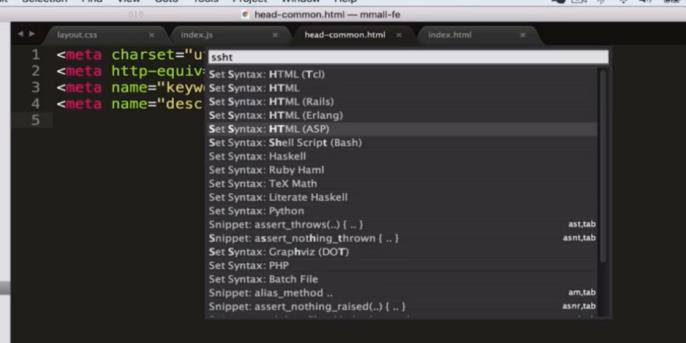 Selection Find View Goto Tools Project Window Help
head-common.html — mmall-fe
layout.css × index.js × head-common.html × index.html ×
ssht
1 <meta charset="u
2 <meta http-equiv=
3 <meta name="keyw
4 <meta name="desc
5
Set Syntax: HTML (Tcl)
Set Syntax: HTML
Set Syntax: HTML (Rails)
Set Syntax: HTML (Erlang)
Set Syntax: HTML (ASP)
Set Syntax: Shell Script (Bash)
Set Syntax: Haskell
Set Syntax: Ruby Haml
Set Syntax: TeX Math
Set Syntax: Literate Haskell
Set Syntax: Python
Snippet: assert_throws(..) { .. } ast,tab
Snippet: assert_nothing_thrown { .. } asnt,tab
Set Syntax: Graphviz (DOT)
Set Syntax: PHP
Set Syntax: Batch File
Snippet: alias_method .. am,tab
Snippet: assert_nothing_raised(..) { .. } asnr,tab